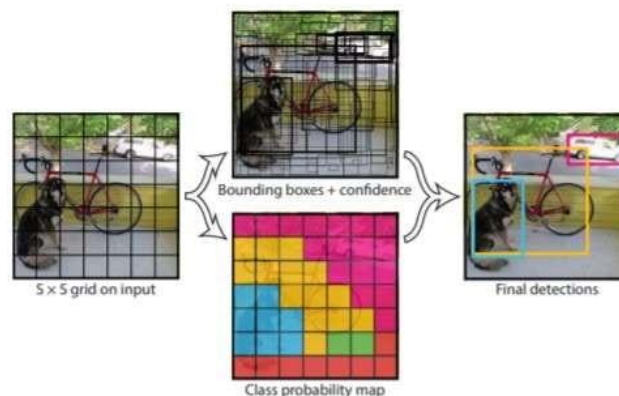 Bounding boxes + confidence
S × S grid on input
Final detections
Class probability map